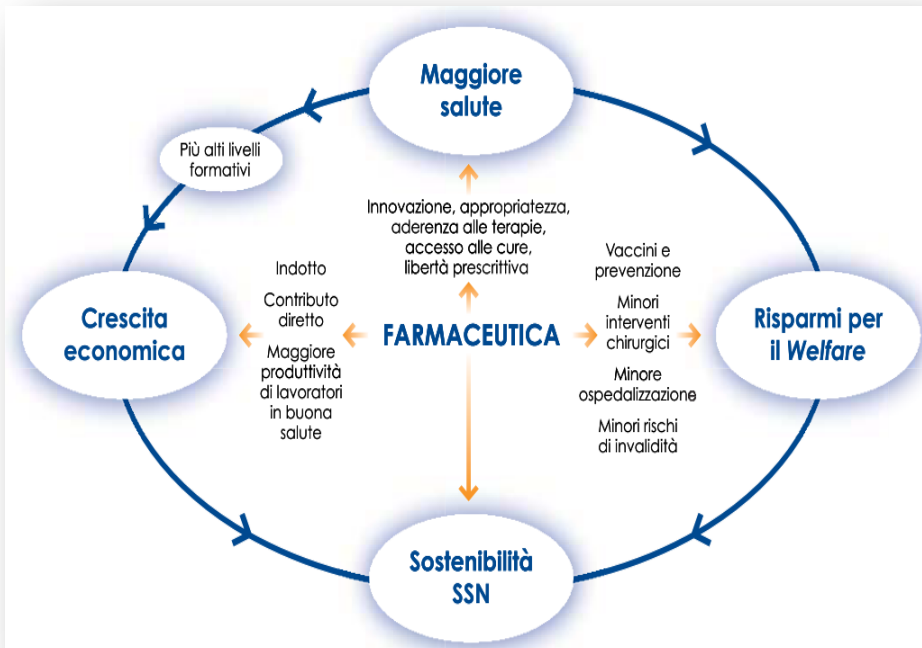 Maggiore
salute
Più alti livelli
formativi
Innovazione, appropriatezza,
aderenza alle terapie,
accesso alle cure,
libertà prescrittiva
Indotto
Contributo
diretto
Maggiore
produttività
di lavoratori
in buona
salute
Crescita
economica
FARMACEUTICA
Vaccini e
prevenzione
Minori
interventi
chirurgici
Minore
ospedalizzazione
Minori rischi
di invalidità
Risparmi per
il Welfare
Sostenibilità
SSN